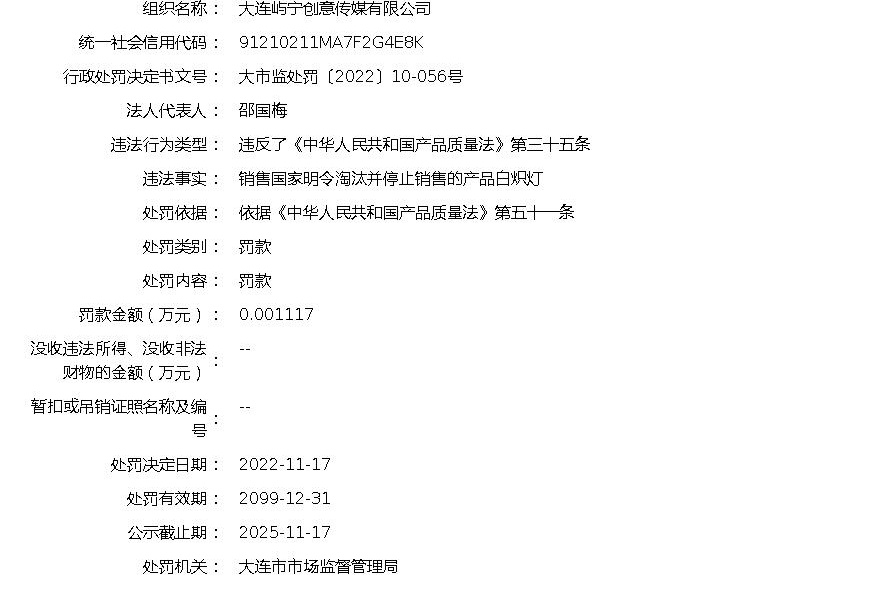 组织名称： 大连屿宁创意传媒有限公司
统一社会信用代码： 91210211MA7F2G4E8K
行政处罚决定书文号： 大市监处罚〔2022〕10-056号
法人代表人： 邵国梅
违法行为类型： 违反了《中华人民共和国产品质量法》第三十五条
违法事实： 销售国家明令淘汰并停止销售的产品白炽灯
处罚依据： 依据《中华人民共和国产品质量法》第五十一条
处罚类别： 罚款
处罚内容： 罚款
罚款金额（万元）： 0.001117
没收违法所得、没收非法
财物的金额（万元）： --
暂扣或吊销证照名称及编
号： --
处罚决定日期： 2022-11-17
处罚有效期： 2099-12-31
公示截止期： 2025-11-17
处罚机关： 大连市市场监督管理局